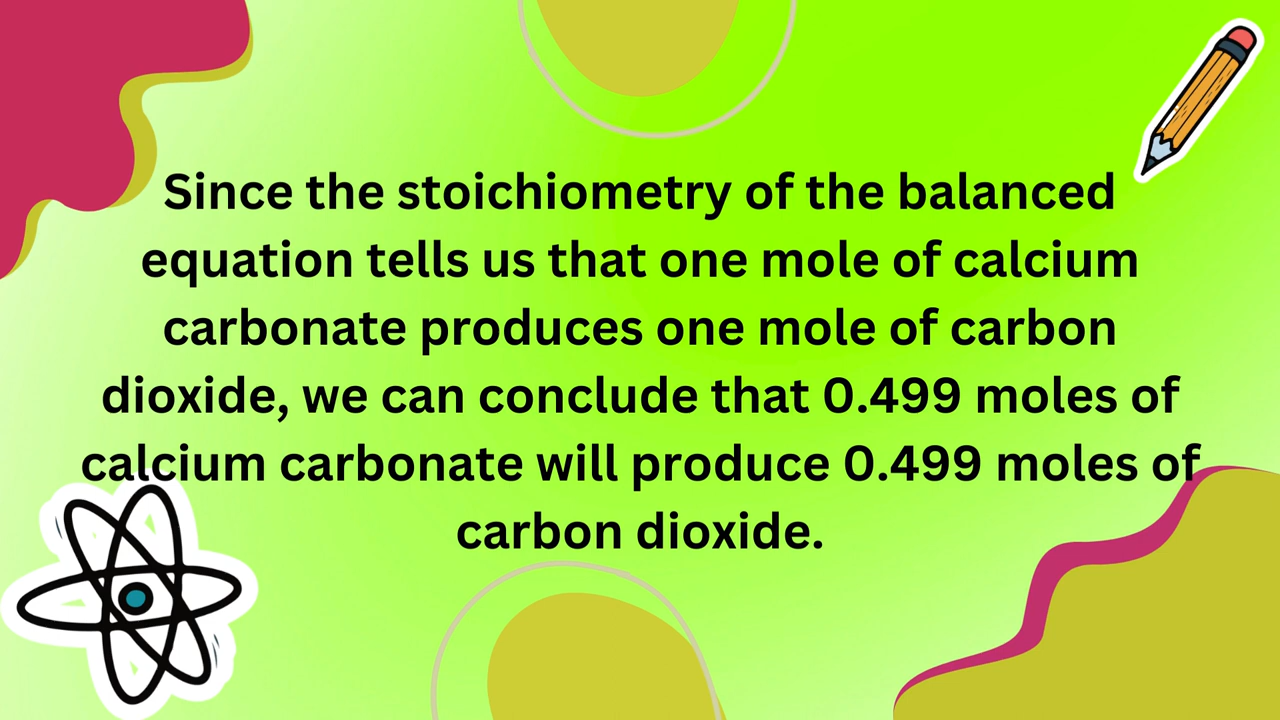 Since the stoichiometry of the balanced
equation tells us that one mole of calcium
carbonate produces one mole of carbon
dioxide, we can conclude that 0.499 moles of
calcium carbonate will produce 0.499 moles of
carbon dioxide.